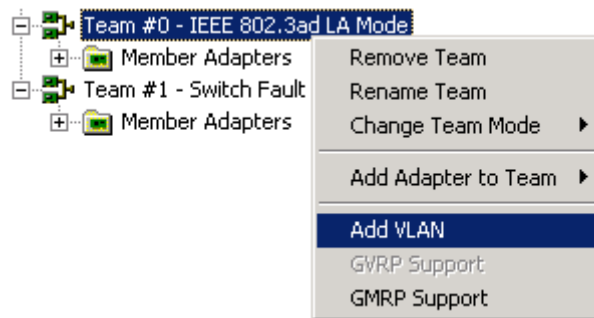 Team #0 - IEEE 802.3ad LA Mode
Member Adapters
Team #1 - Switch Fault
Member Adapters
Remove Team
Rename Team
Change Team Mode
Add Adapter to Team
Add VLAN
GVRP Support
GMRP Support